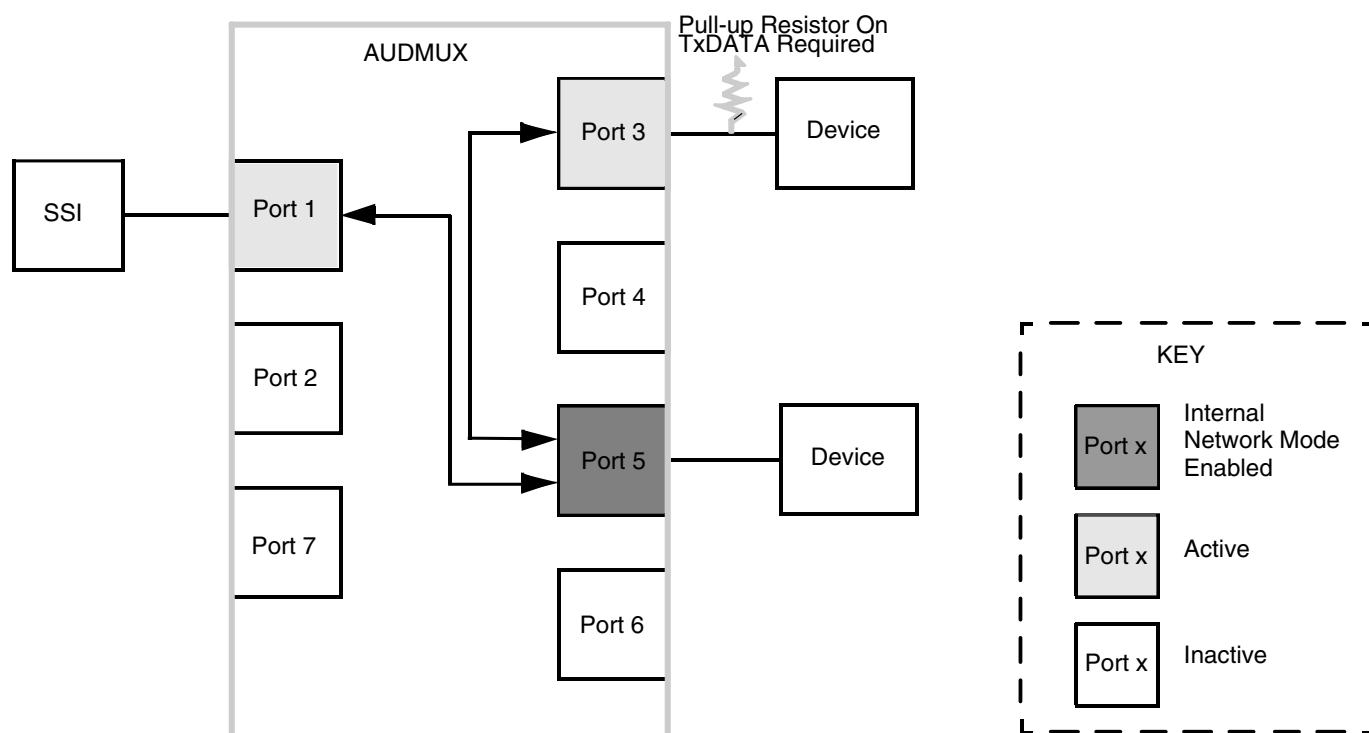 Pull-up Resistor On
TxDATA Required
AUDMUX
Port 3
Device
SSI
Port 1
Port 4
Port 2
Port 5
Device
Port 7
Port 6
KEY
Port x
Internal
Network Mode
Enabled
Port x
Active
Port x
Inactive